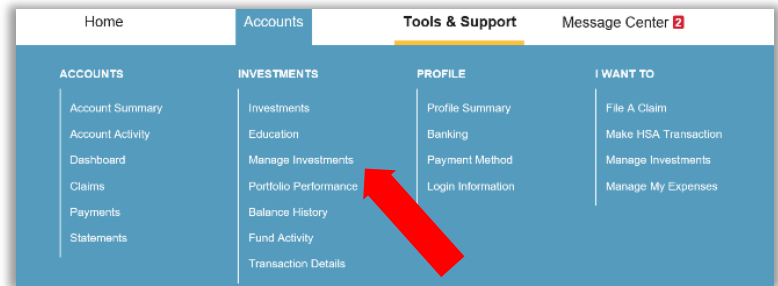 Home Accounts Tools & Support Message Center 2
ACCOUNTS
Account Summary
Account Activity
Dashboard
Claims
Payments
Statements
INVESTMENTS
Investments
Education
Manage Investments
Portfolio Performance
Balance History
Fund Activity
Transaction Details
PROFILE
Profile Summary
Banking
Payment Method
Login Information
I WANT TO
File A Claim
Make HSA Transaction
Manage Investments
Manage My Expenses